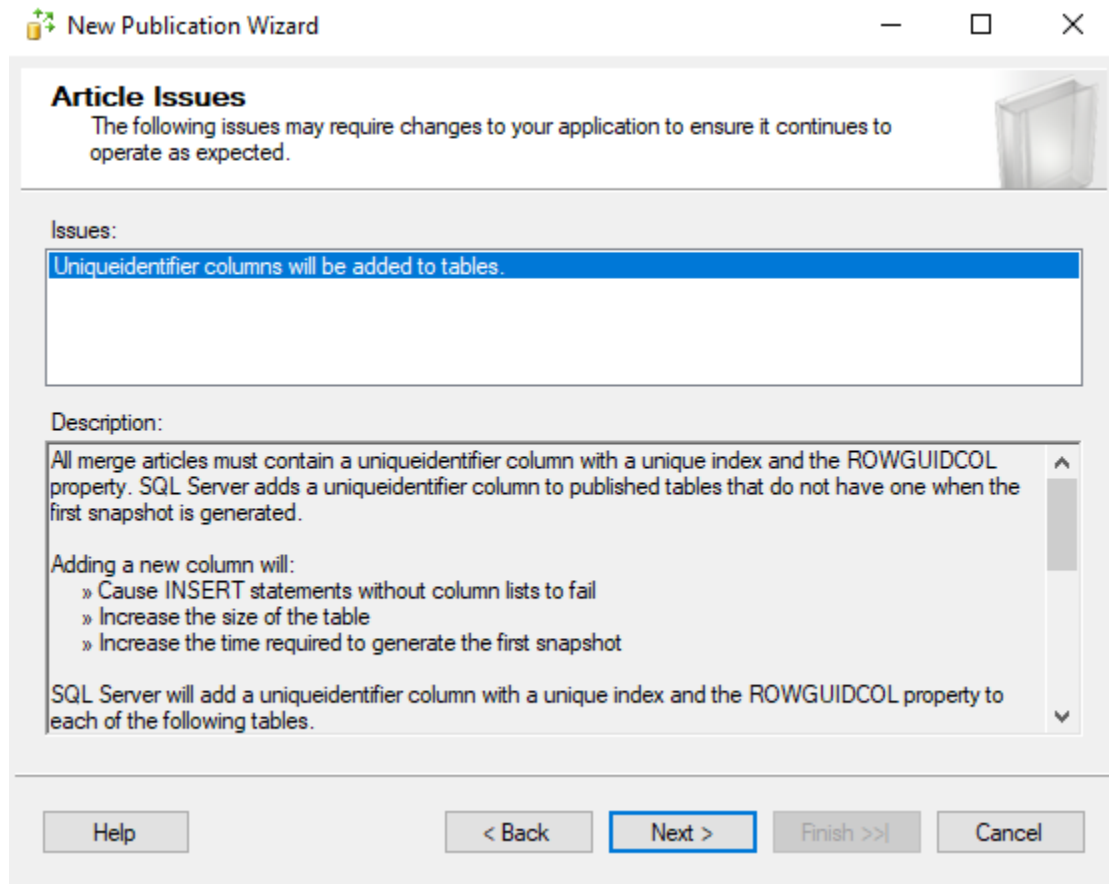 New Publication Wizard
Article Issues
The following issues may require changes to your application to ensure it continues to
operate as expected.
Issues:
Uniqueidentifier columns will be added to tables.
Description:
All merge articles must contain a uniqueidentifier column with a unique index and the ROWGUIDCOL
property. SQL Server adds a uniqueidentifier column to published tables that do not have one when the
first snapshot is generated.
Adding a new column will:
» Cause INSERT statements without column lists to fail
» Increase the size of the table
» Increase the time required to generate the first snapshot
SQL Server will add a uniqueidentifier column with a unique index and the ROWGUIDCOL property to
each of the following tables.
Help
< Back
Next >
Finish >>|
Cancel